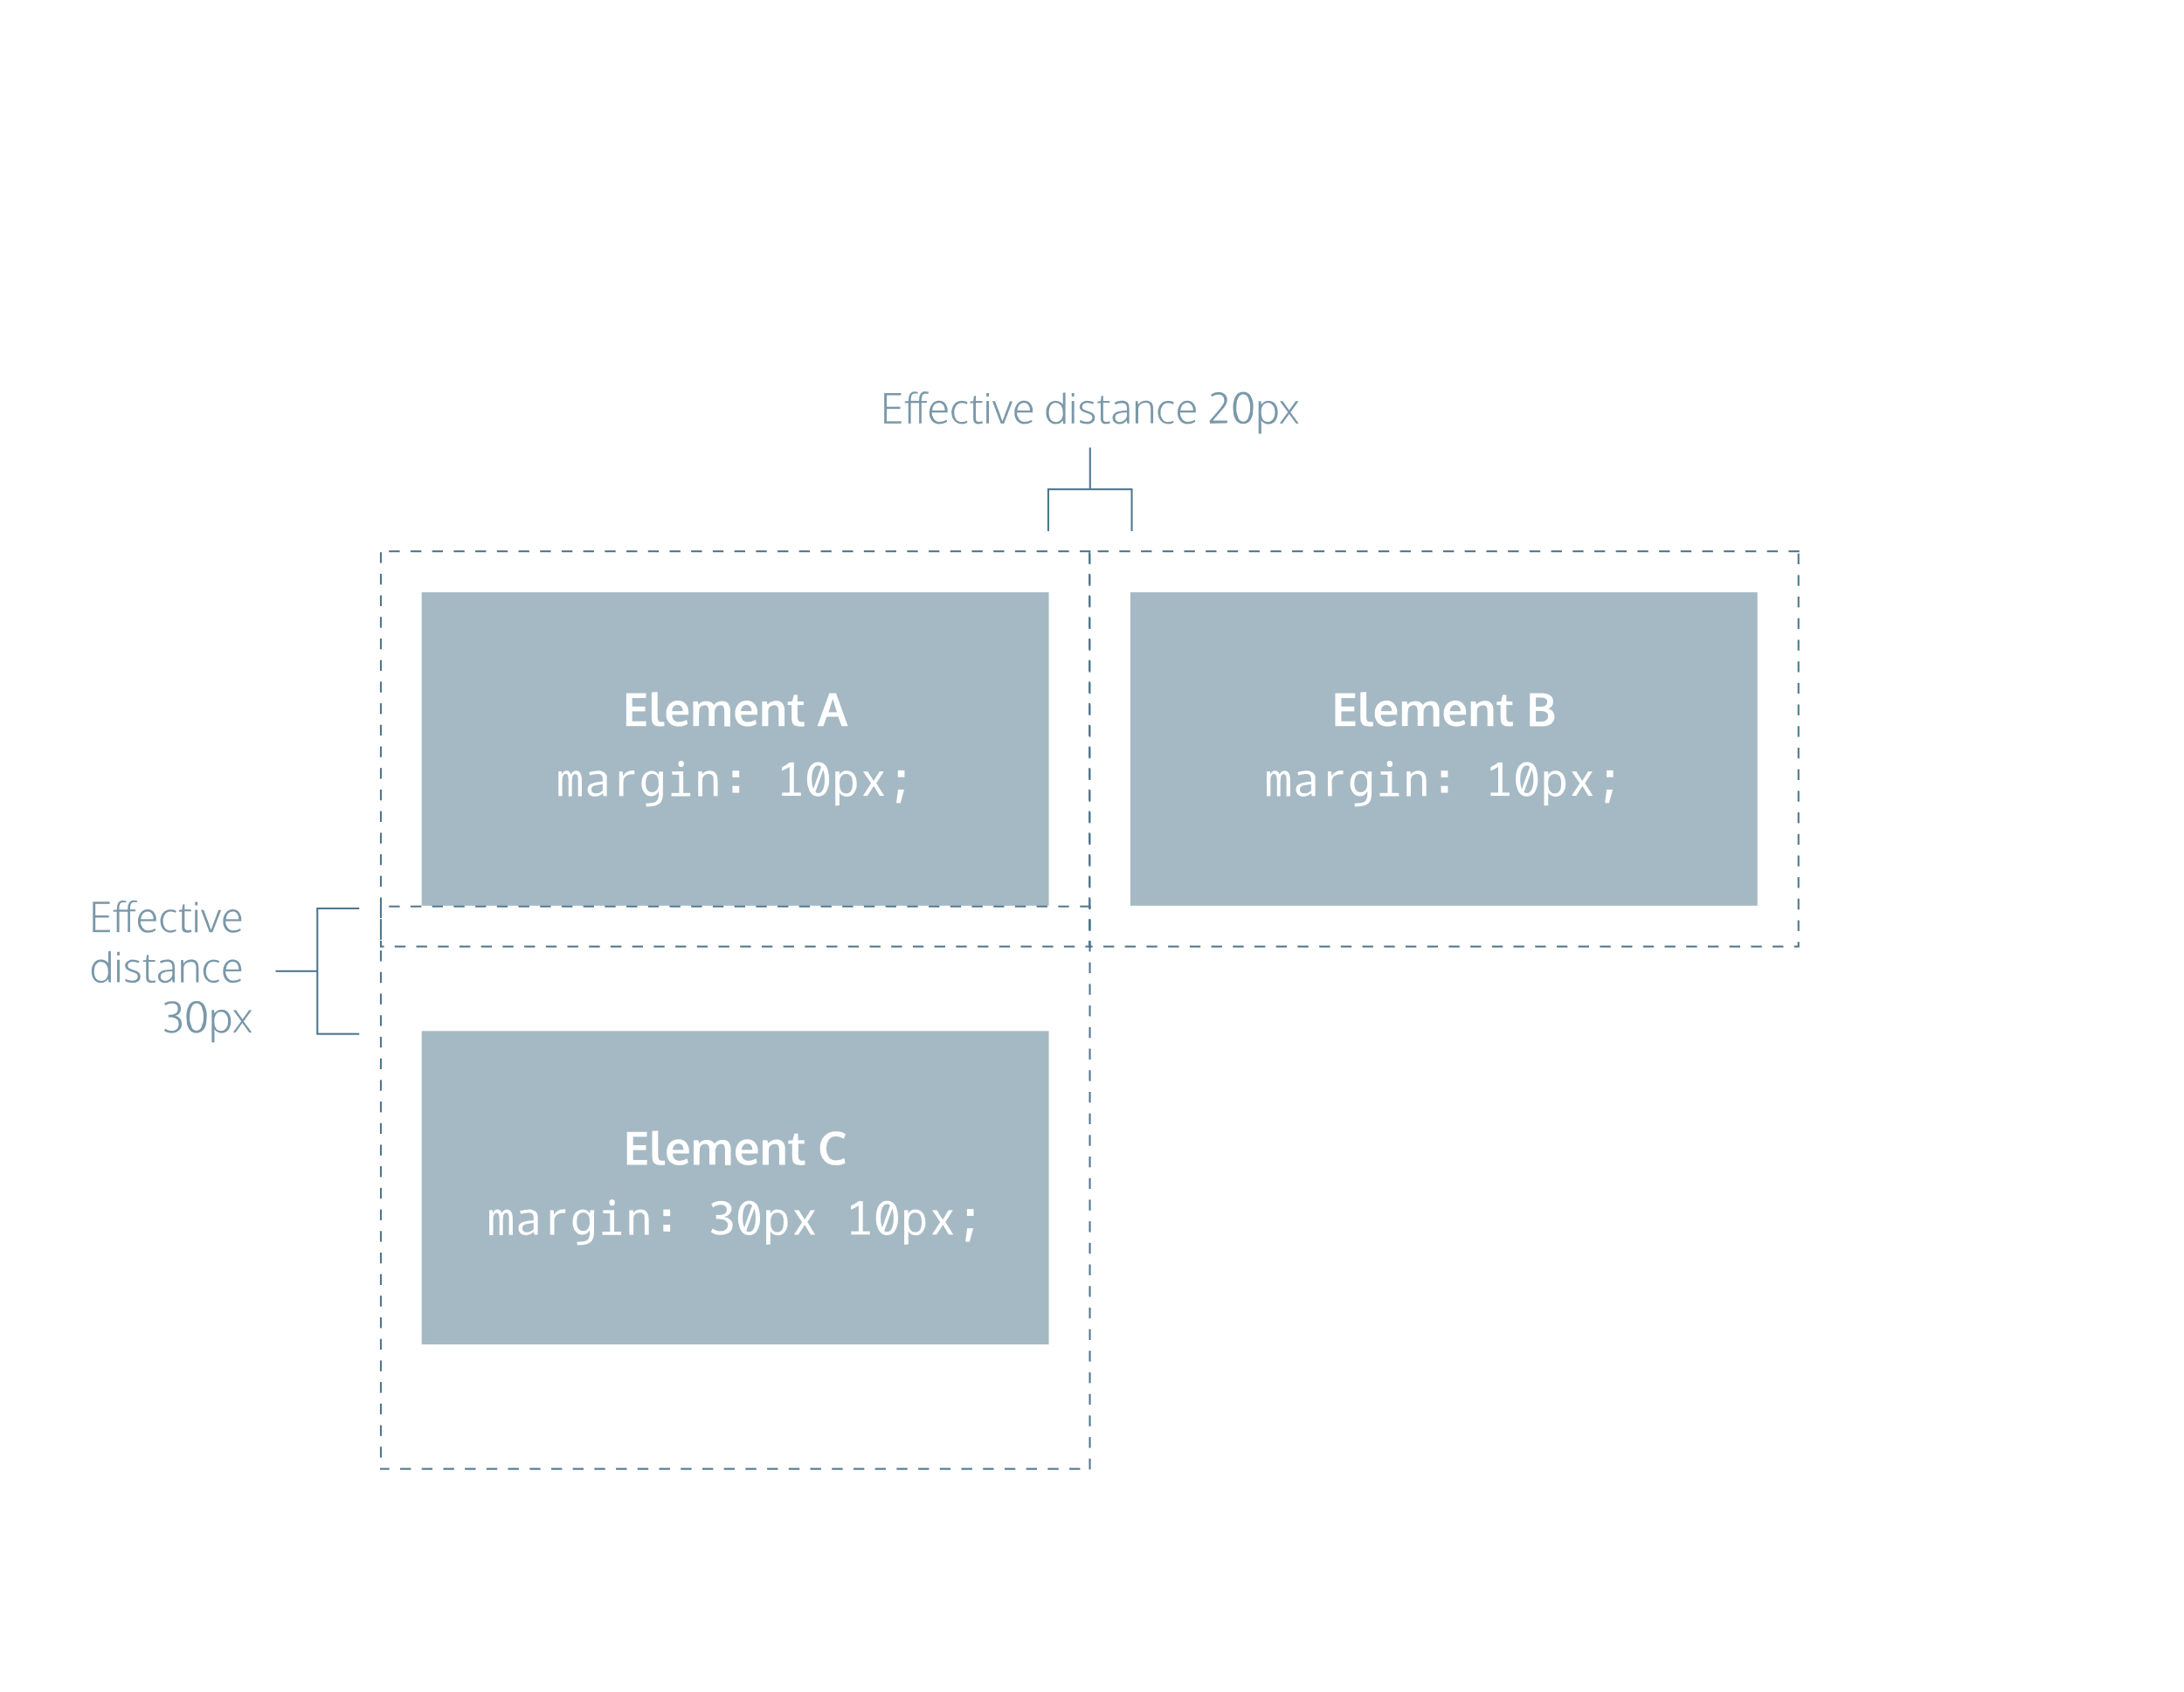 Effective distance 20px
Element A
margin: 10px;
Element B
margin: 10px;
Effective
distance
30px
Element C
margin: 30px 10px;